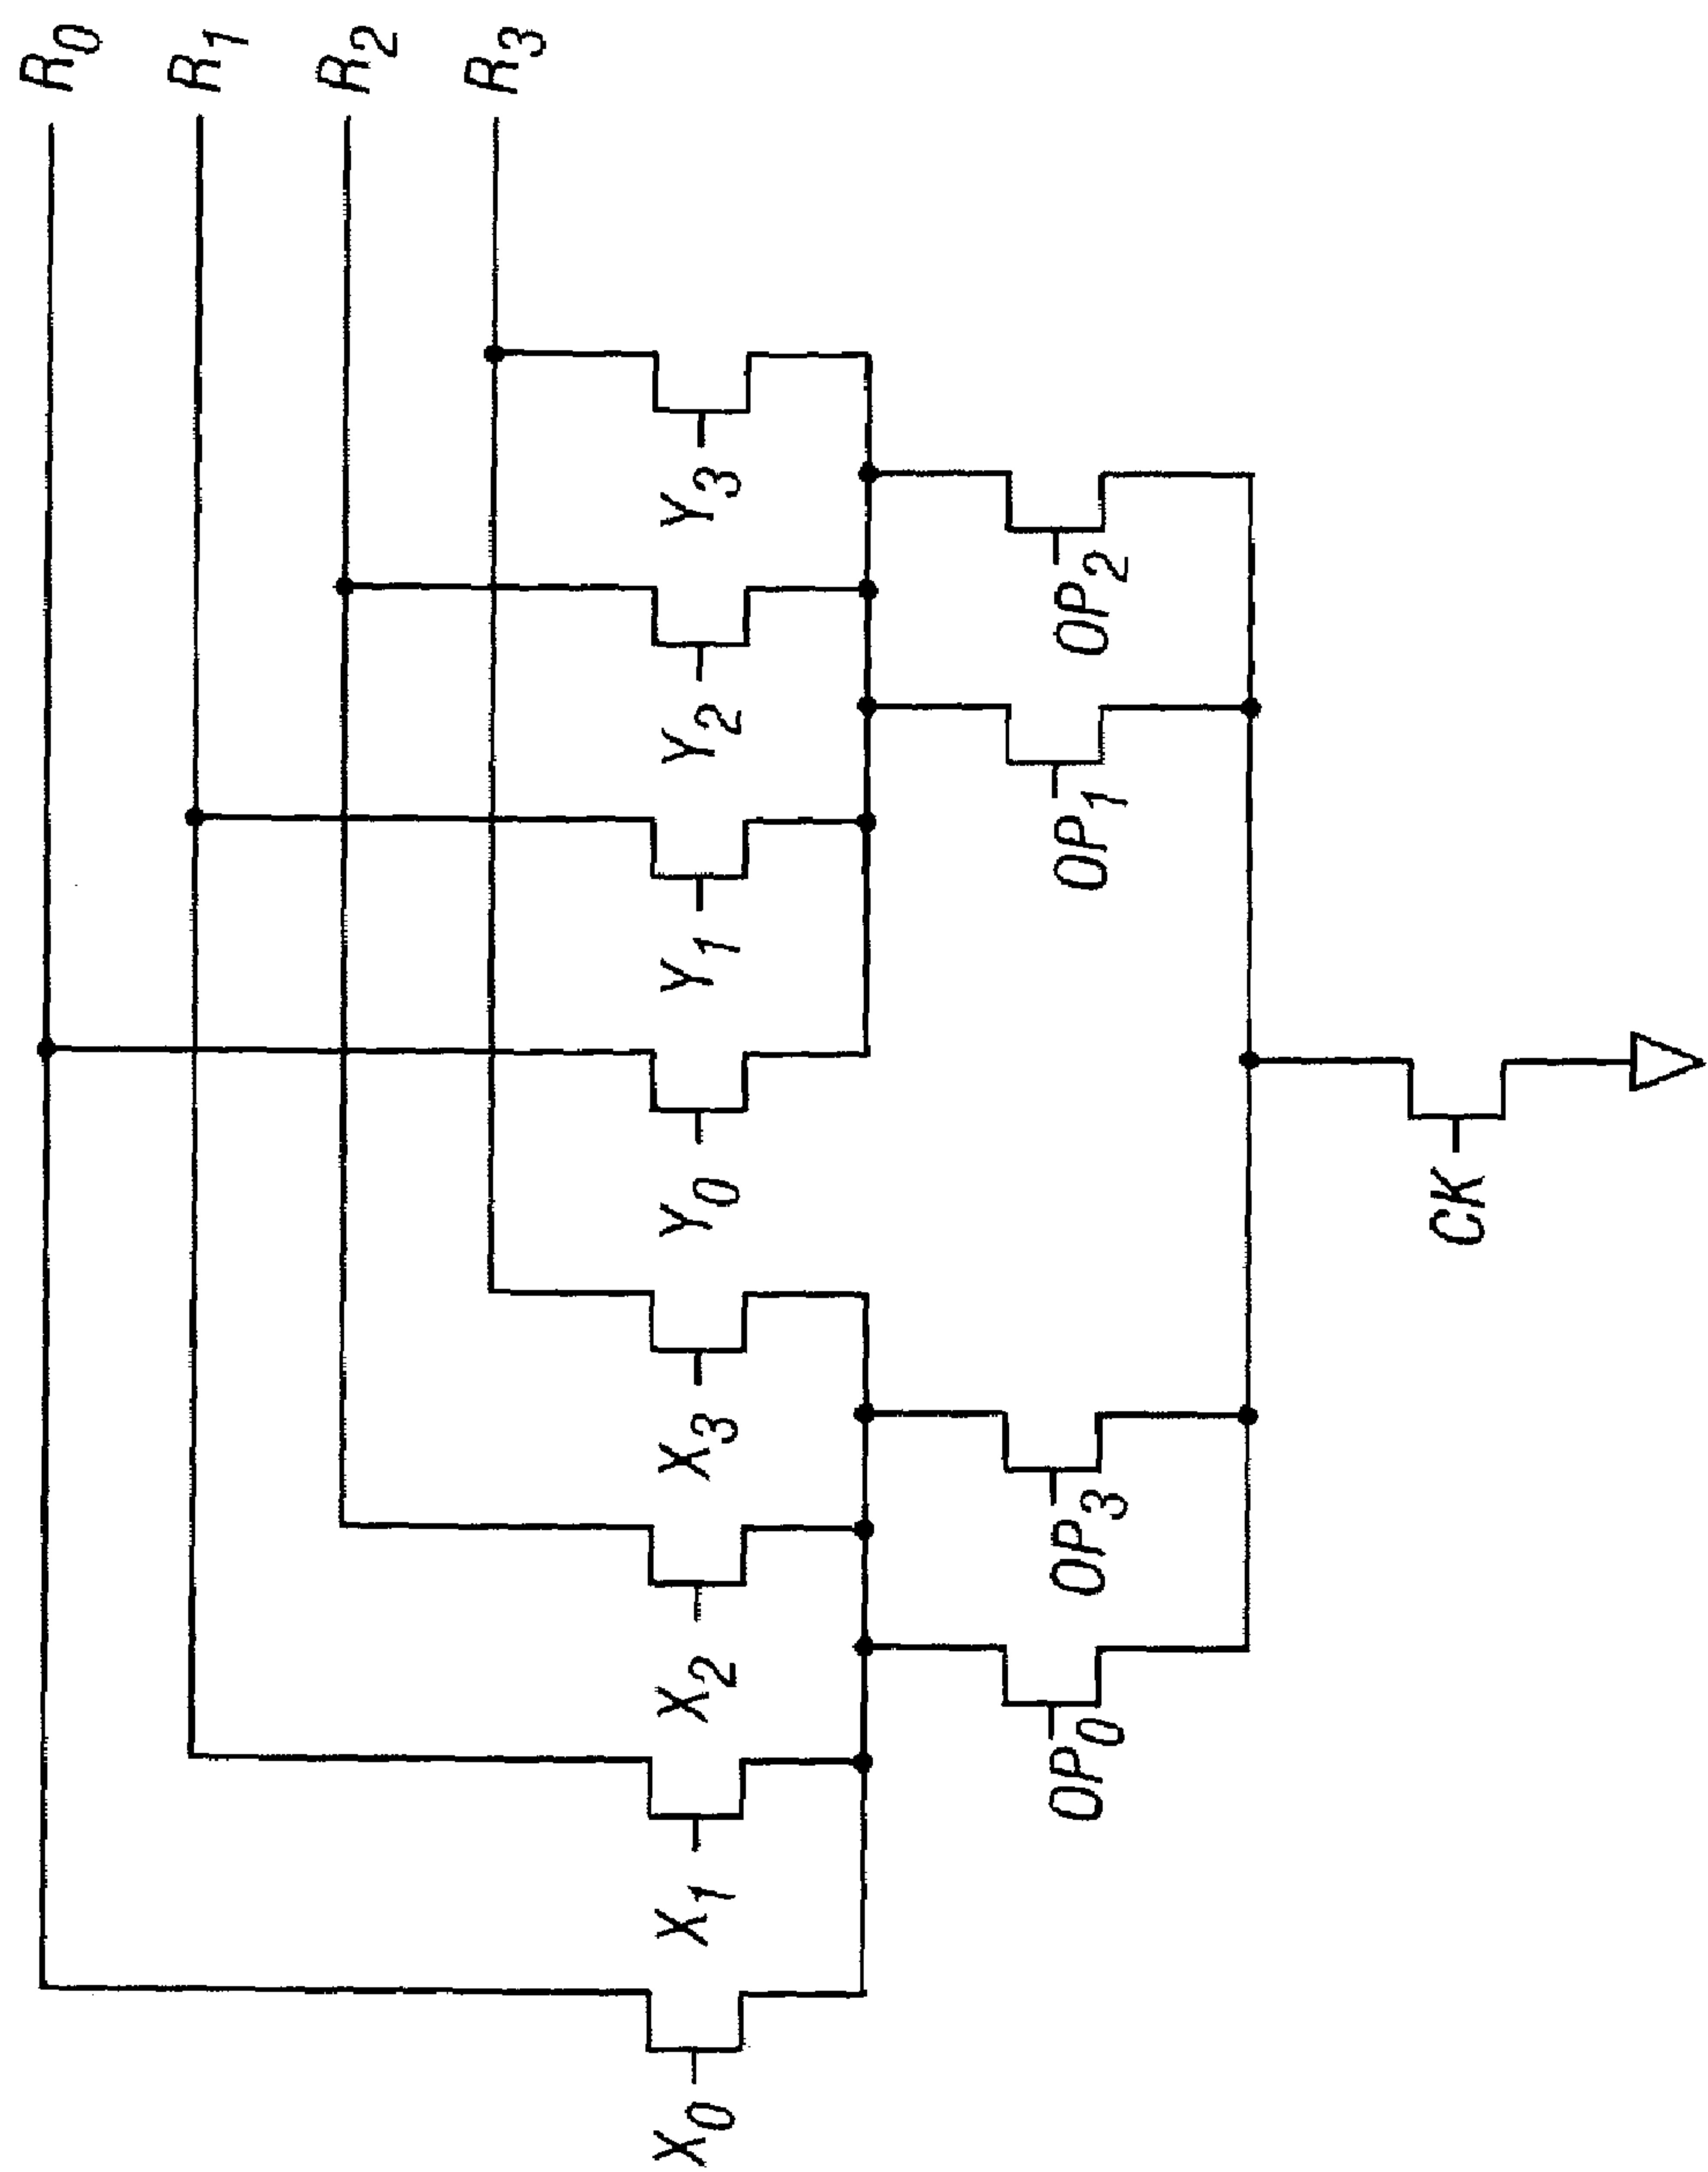 R0
R1
R2
R3
X0 X1 X2 X3 Y0 Y1 Y2 Y3
OP0 OP3 OP1 OP2
CK